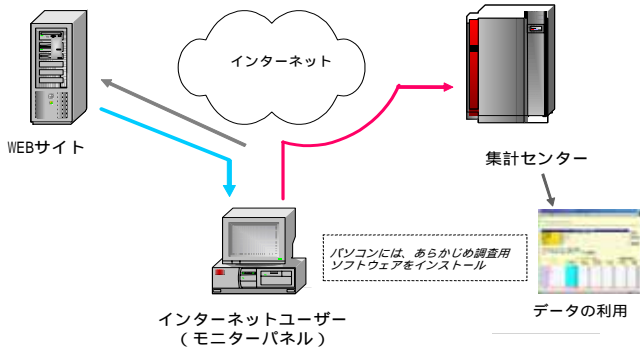 インターネット
WEBサイト
集計センター
パソコンには、あらかじめ調査用
ソフトウェアをインストール
データの利用
インターネットユーザー
（モニターパネル）